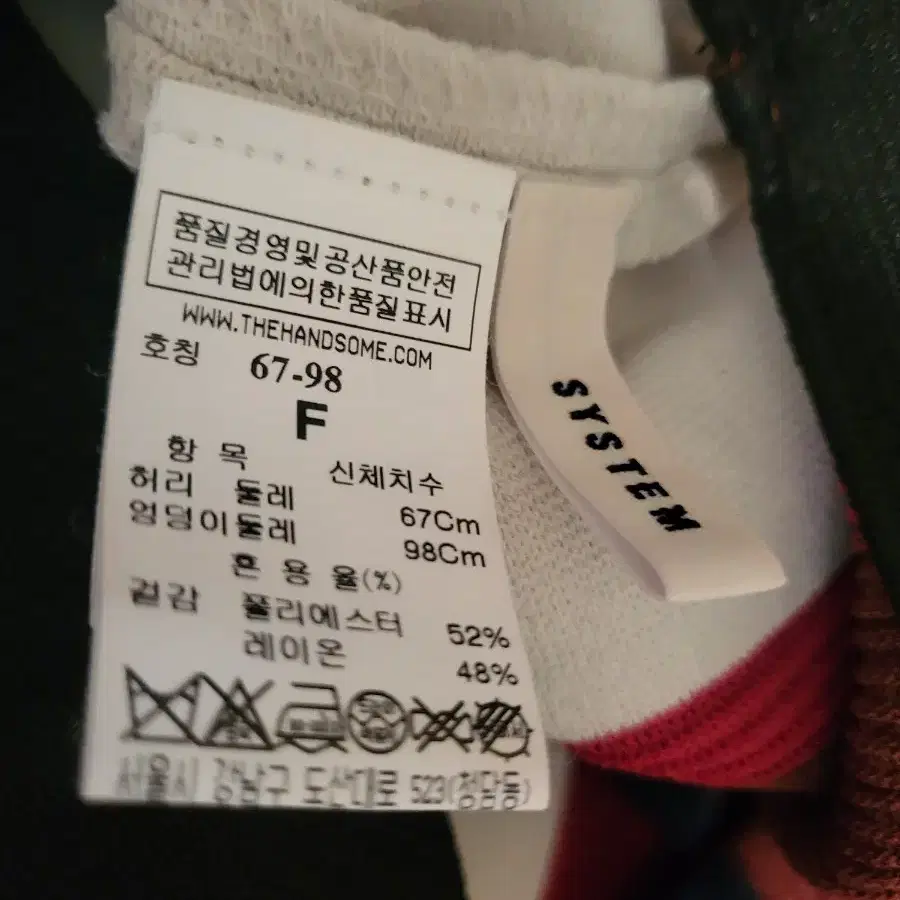 품질경영및공산품안전
관리법에의한품질표시
WWW.THEHANDSOME.COM
호칭 67-98
F
항 목 신체치수
허리 둘레 67Cm
엉덩이둘레 98Cm
혼 용 율(%)
겉감 폴리에스터 52%
레이온 48%
서울시 강남구 도산대로 523(청담동)
SYSTEM